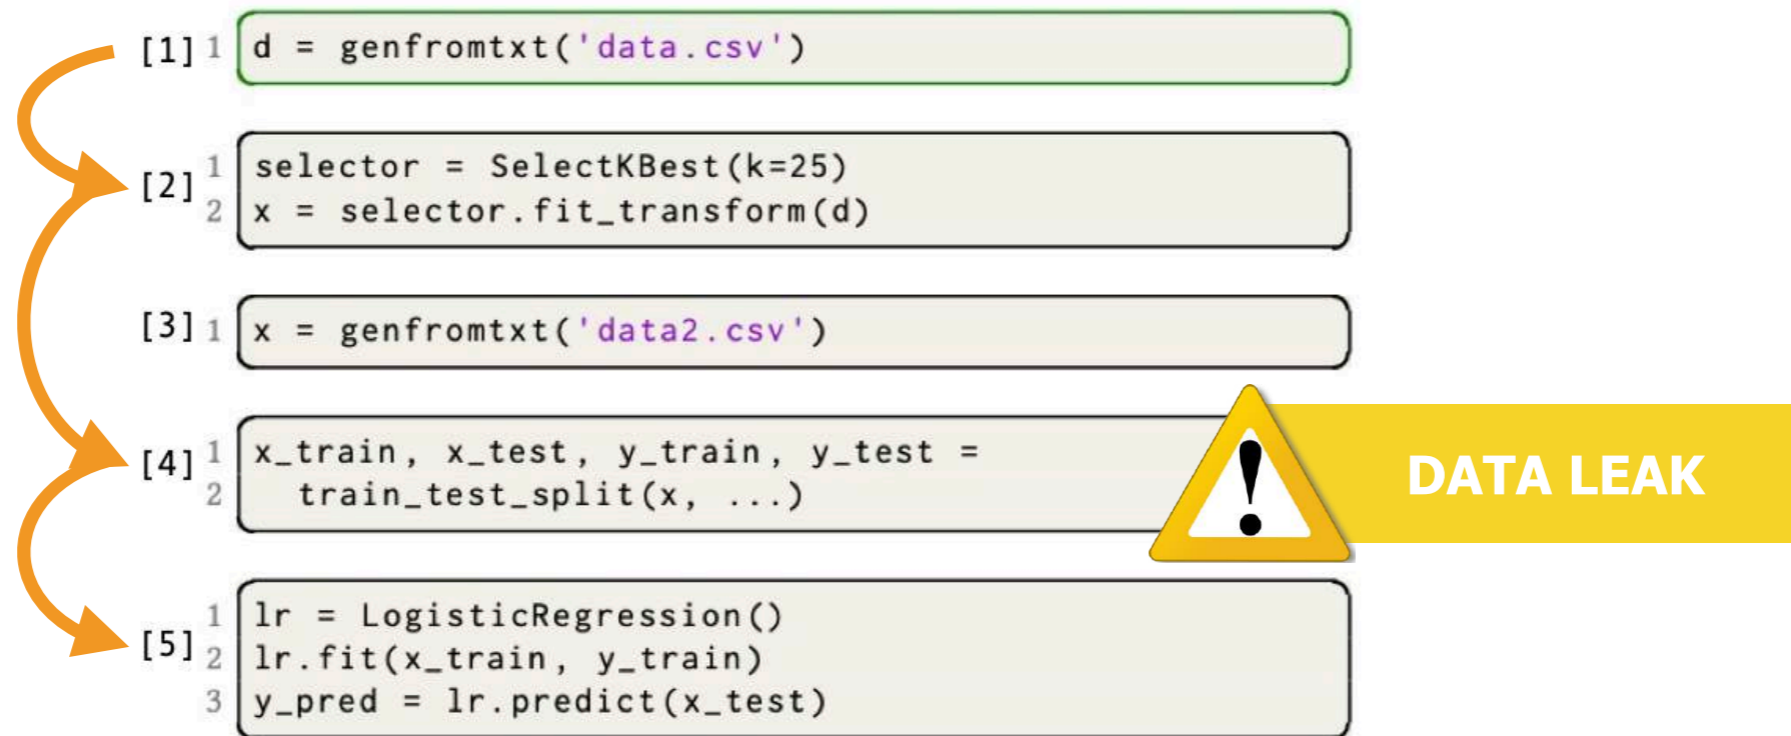 [1] 1 d = genfromtxt('data.csv')
[2] 1 selector = SelectKBest(k=25)
2 x = selector.fit_transform(d)
[3] 1 x = genfromtxt('data2.csv')
[4] 1 x_train, x_test, y_train, y_test =
2 train_test_split(x, ...)
! DATA LEAK
1 lr = LogisticRegression()
[5] 2 lr.fit(x_train, y_train)
3 y_pred = lr.predict(x_test)